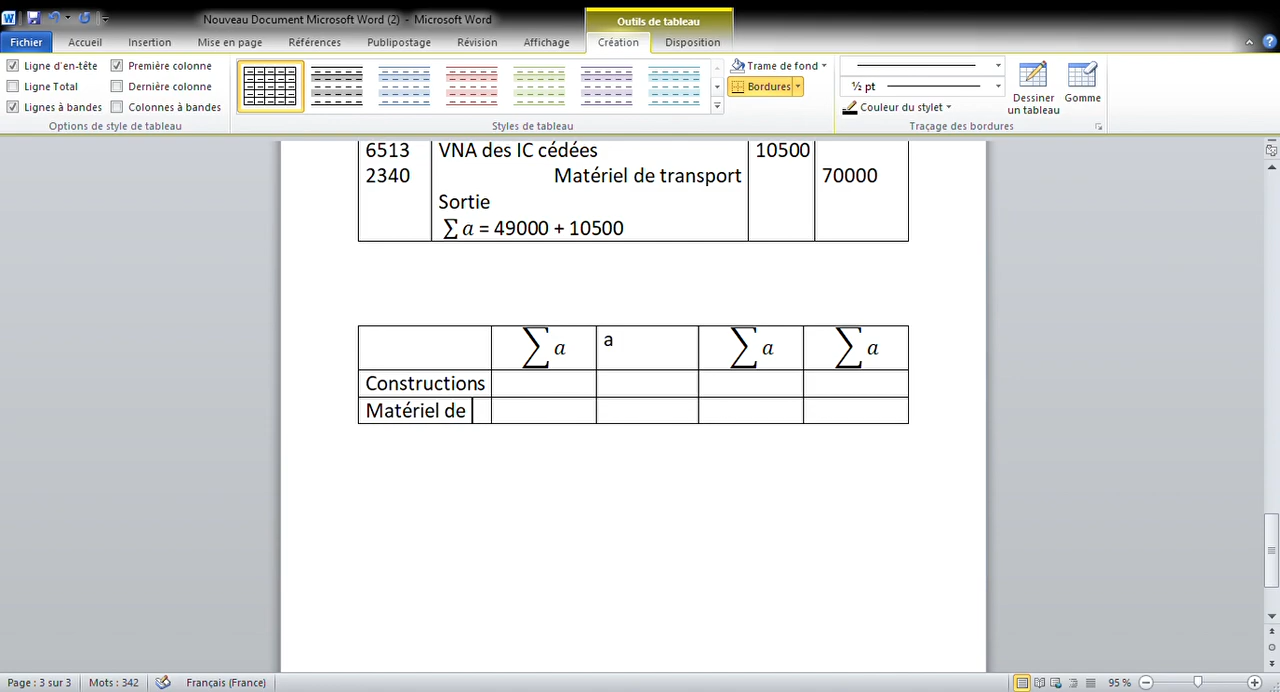 Nouveau Document Microsoft Word (2) - Microsoft Word
Outils de tableau
Fichier Accueil Insertion Mise en page Références Publipostage Révision Affichage Création Disposition
Ligne d'en-tête Première colonne
Ligne Total Dernière colonne
Lignes à bandes Colonnes à bandes
Options de style de tableau
Styles de tableau
Trame de fond
Bordures
½ pt
Couleur du stylet
Dessiner un tableau
Gomme
Traçage des bordures
6513 VNA des IC cédées 10500
2340 Matériel de transport 70000
Sortie
∑ a = 49000 + 10500
∑ a a ∑ a ∑ a
Constructions
Matériel de
Page : 3 sur 3 Mots : 342 Français (France) 95 %